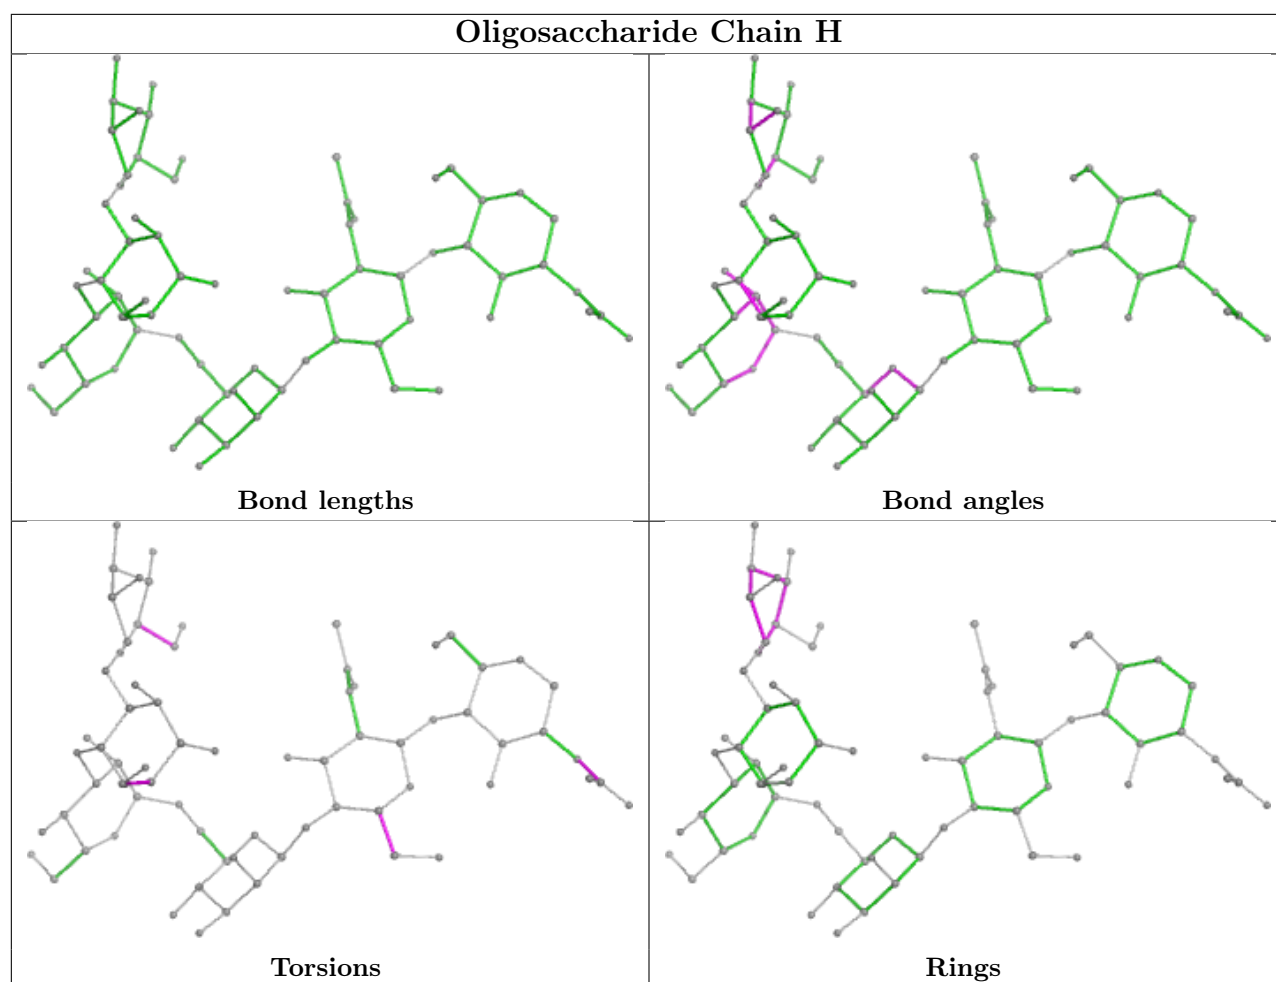 Oligosaccharide Chain H
Bond lengths
Bond angles
Torsions
Rings